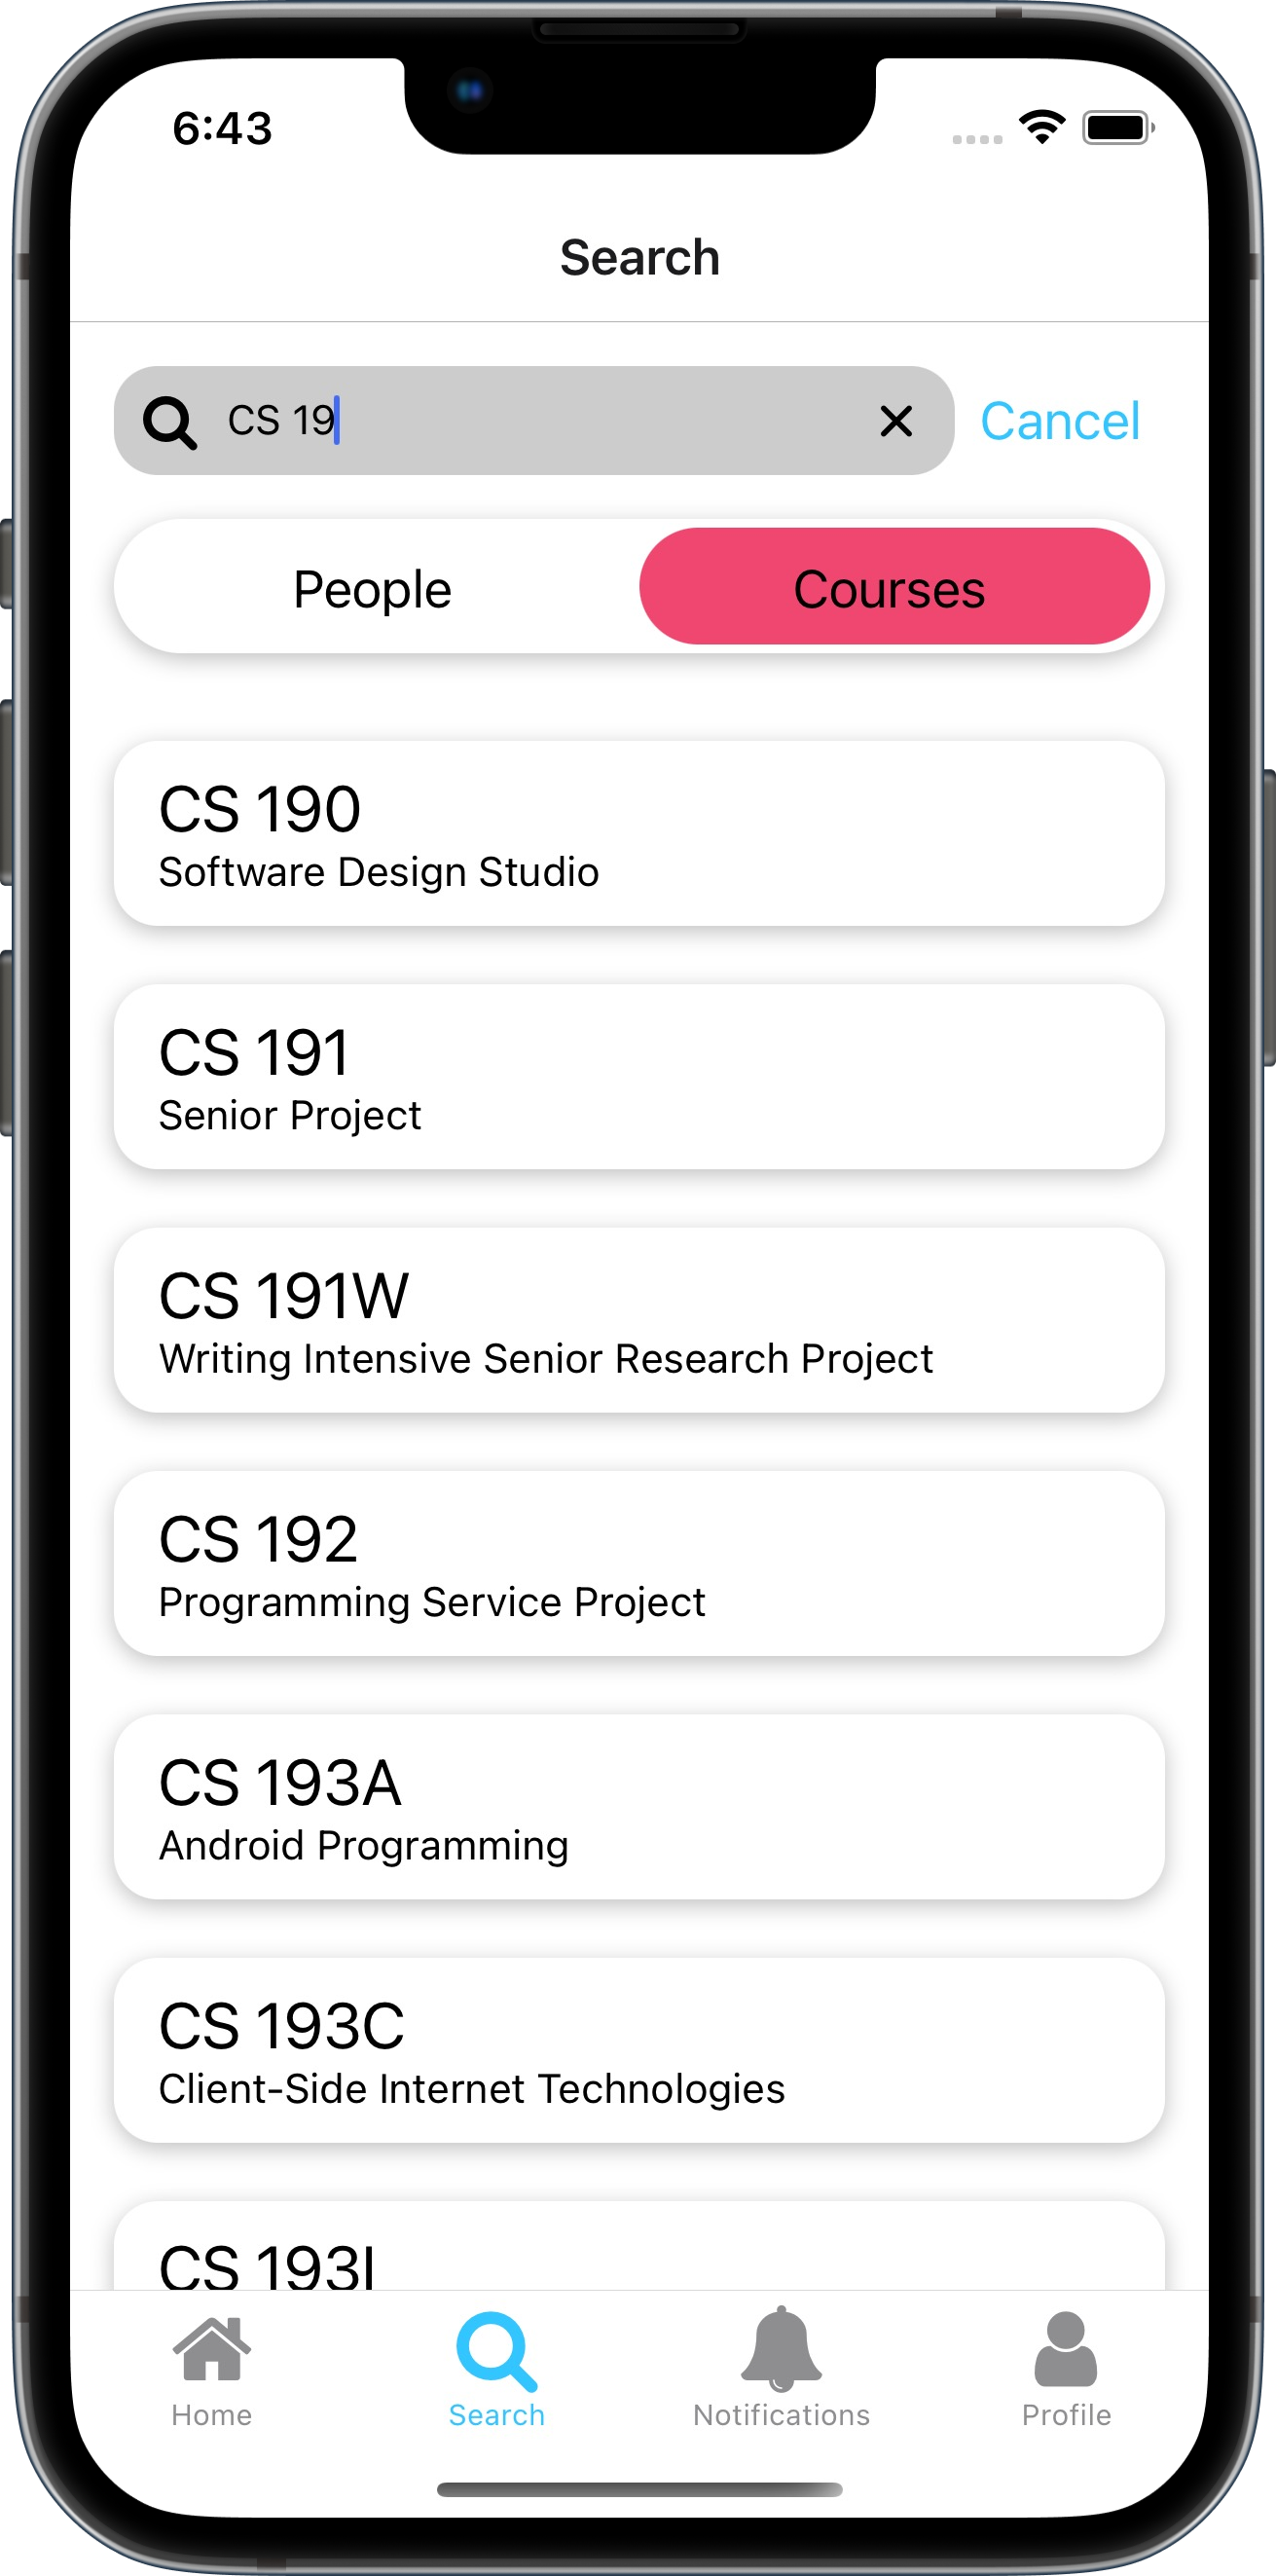 6:43
Search
CS 19
Cancel
People
Courses
CS 190
Software Design Studio
CS 191
Senior Project
CS 191W
Writing Intensive Senior Research Project
CS 192
Programming Service Project
CS 193A
Android Programming
CS 193C
Client-Side Internet Technologies
CS 193I
Home
Search
Notifications
Profile